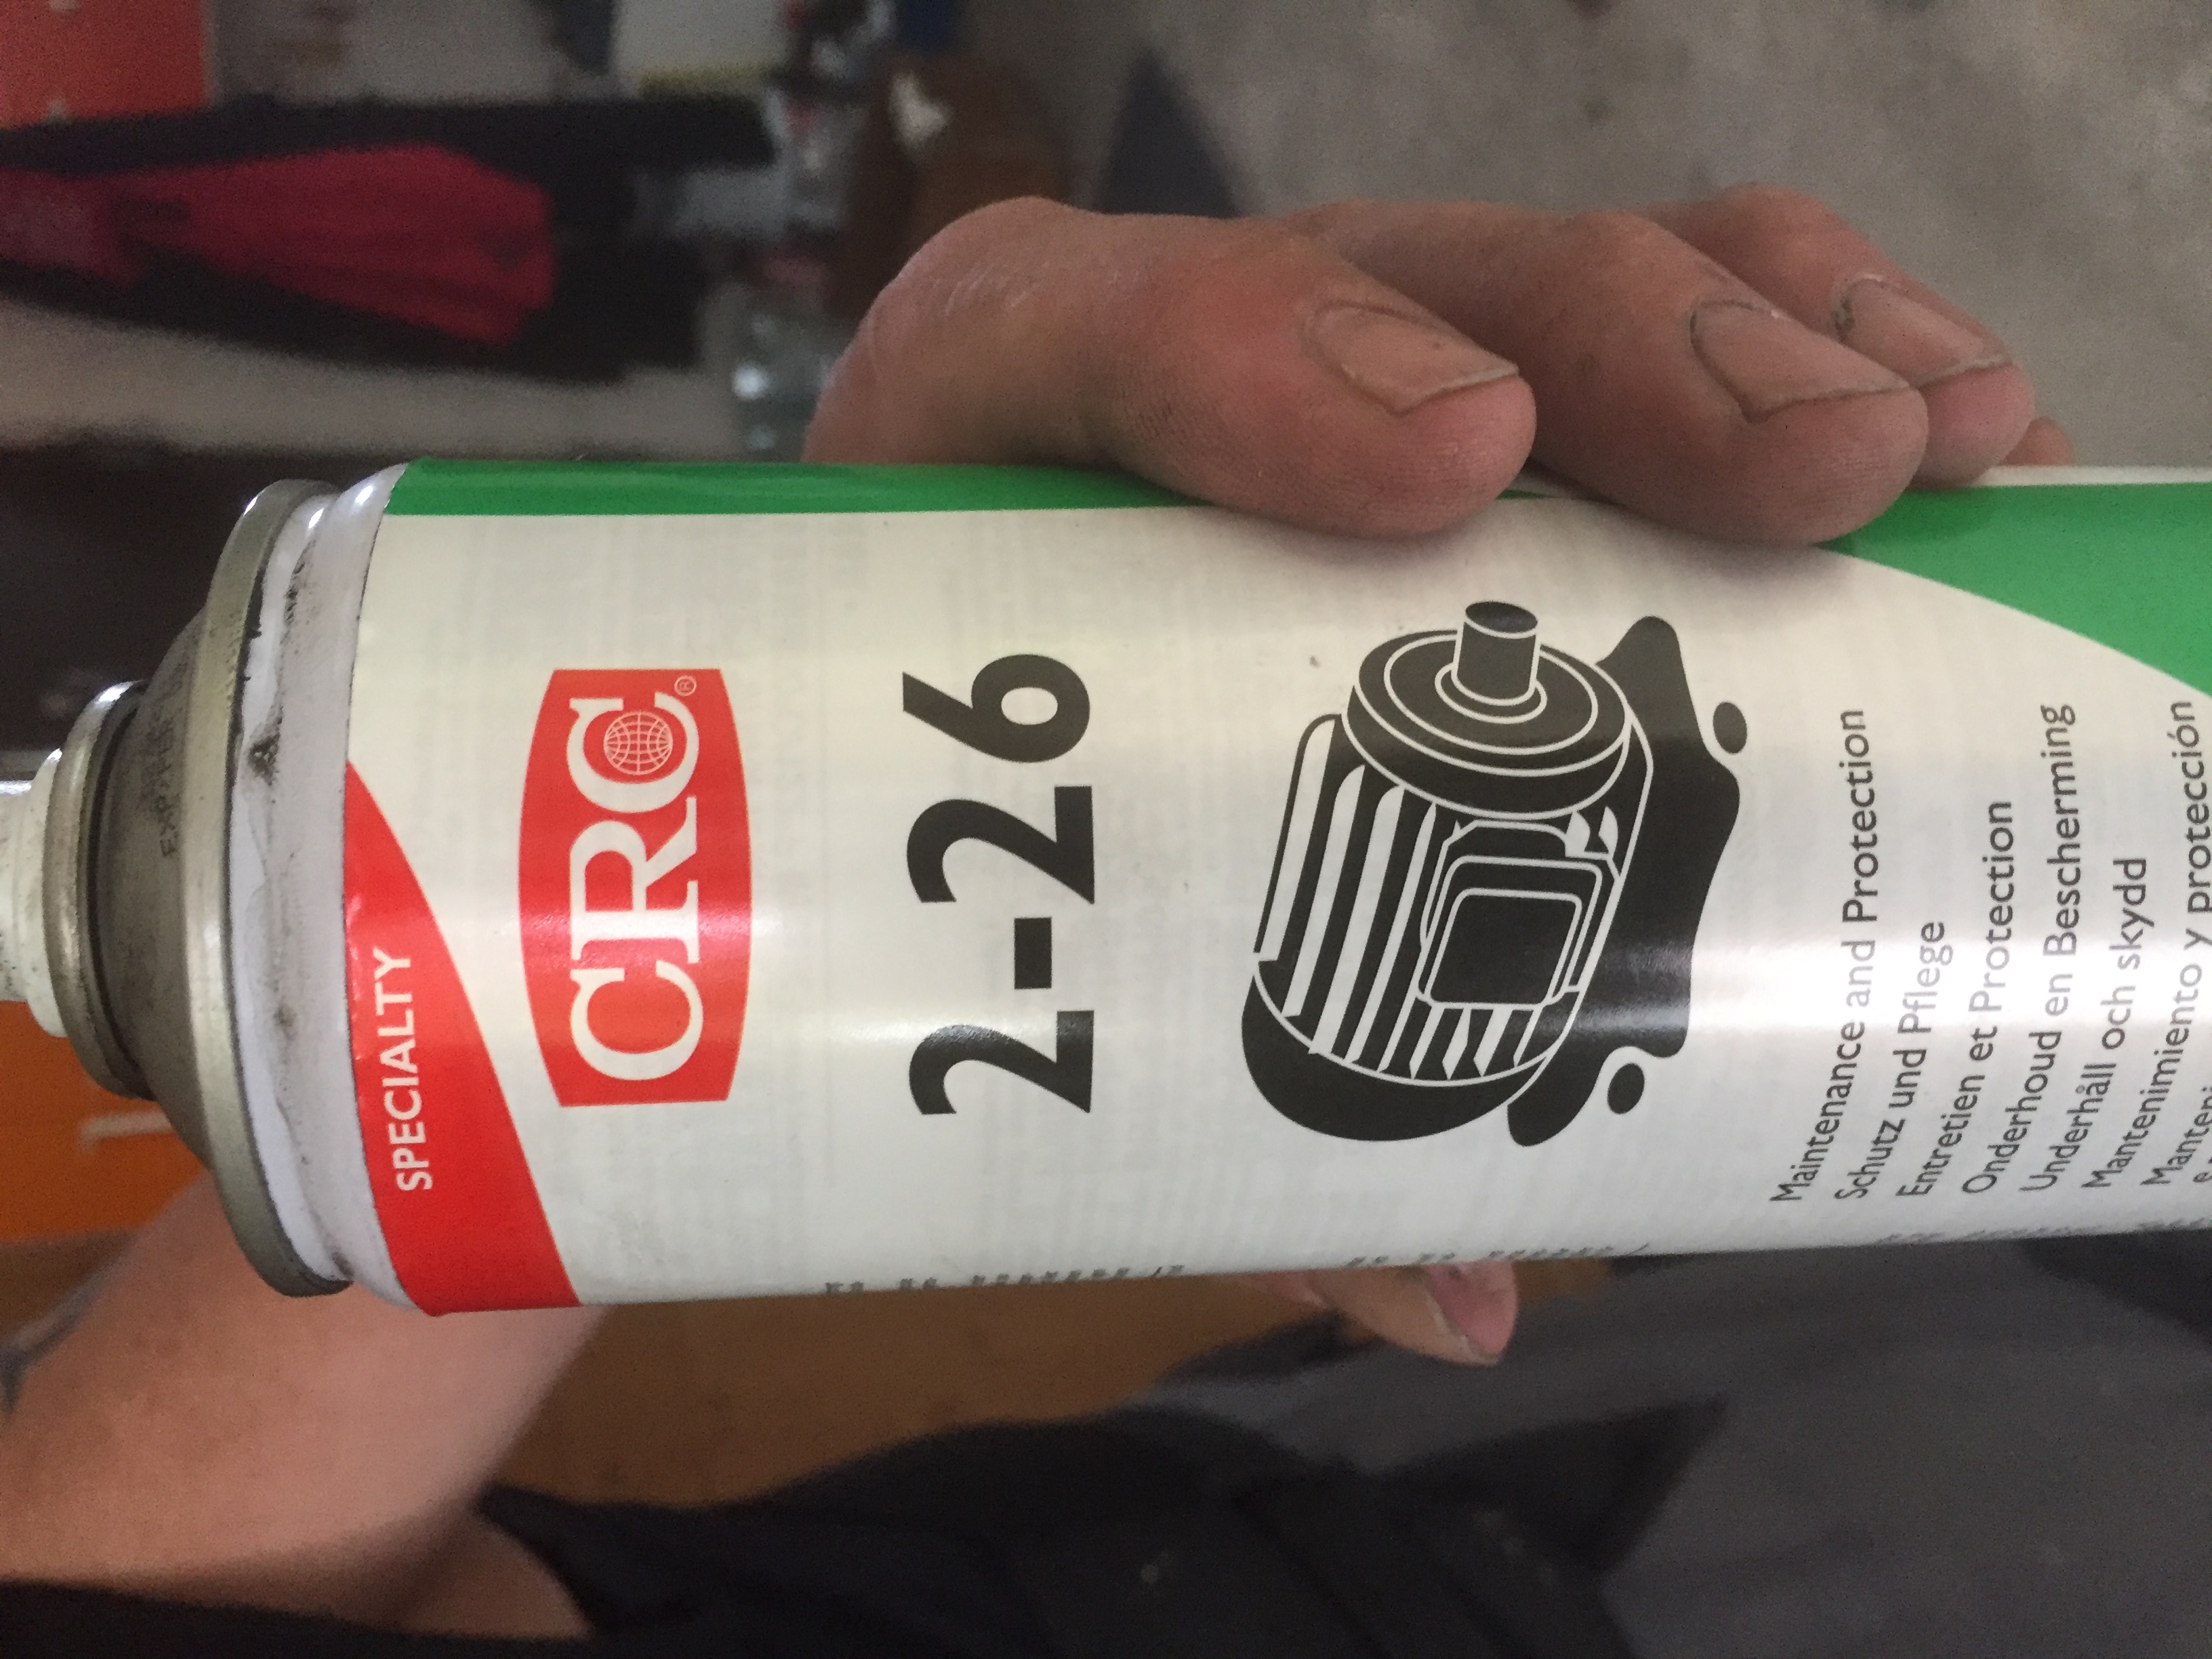 SPECIALTY
CRC®
2-26
Maintenance and Protection
Schutz und Pflege
Entretien et Protection
Onderhoud en Bescherming
Underhåll och skydd
Mantenimiento y protección